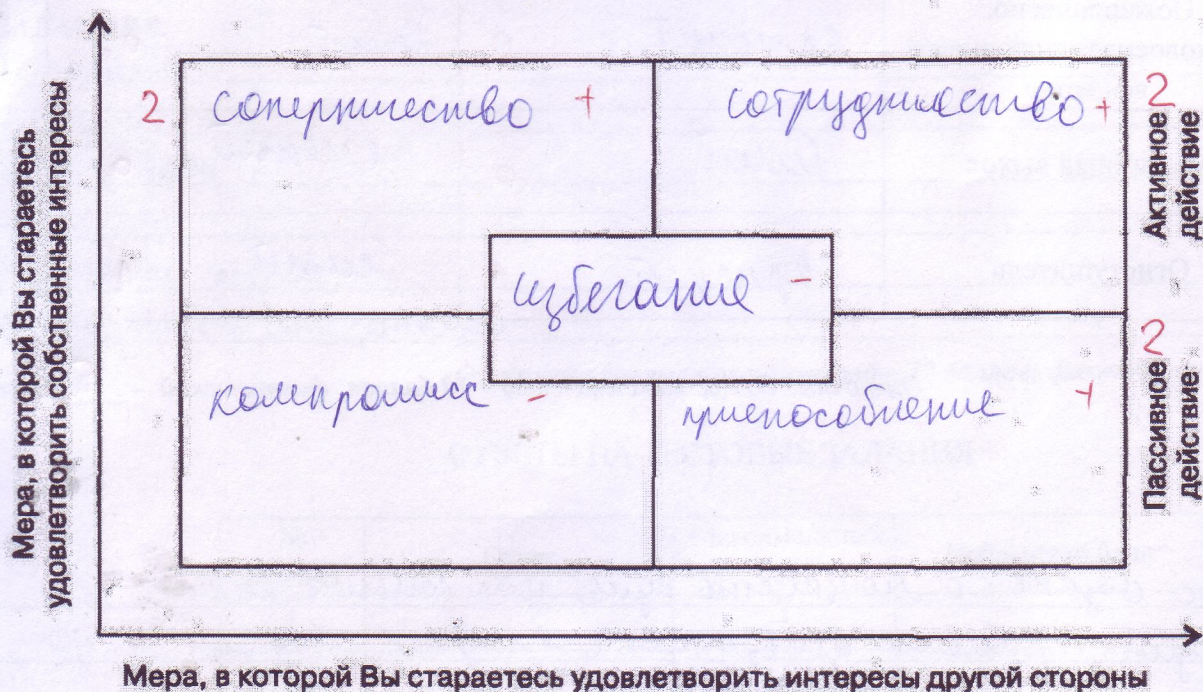 Мера, в которой Вы стараетесь
удовлетворить собственные интересы
2 соперничество +
сотрудничество + 2
Активное
действие
избегание -
компромисс -
приспособление + 2
Пассивное
действие
Мера, в которой Вы стараетесь удовлетворить интересы другой стороны